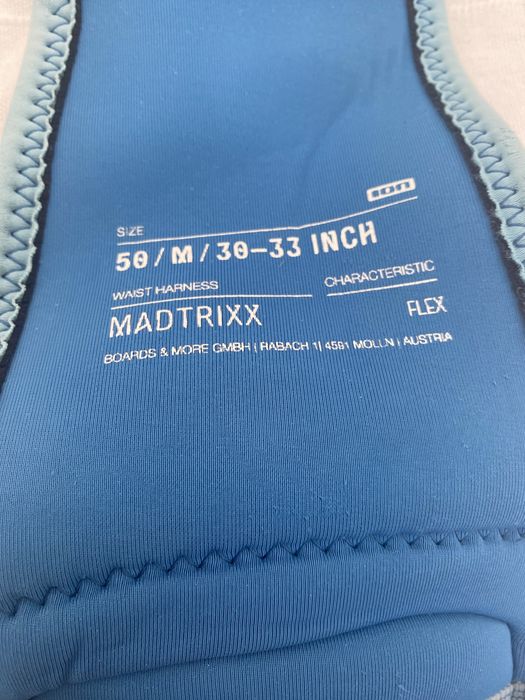 ION
SIZE
50 / M / 30-33 INCH
WAIST HARNESS
CHARACTERISTIC
MADTRIXX
FLEX
BOARDS & MORE GMBH | RABACH 1 | 4591 MOLLN | AUSTRIA